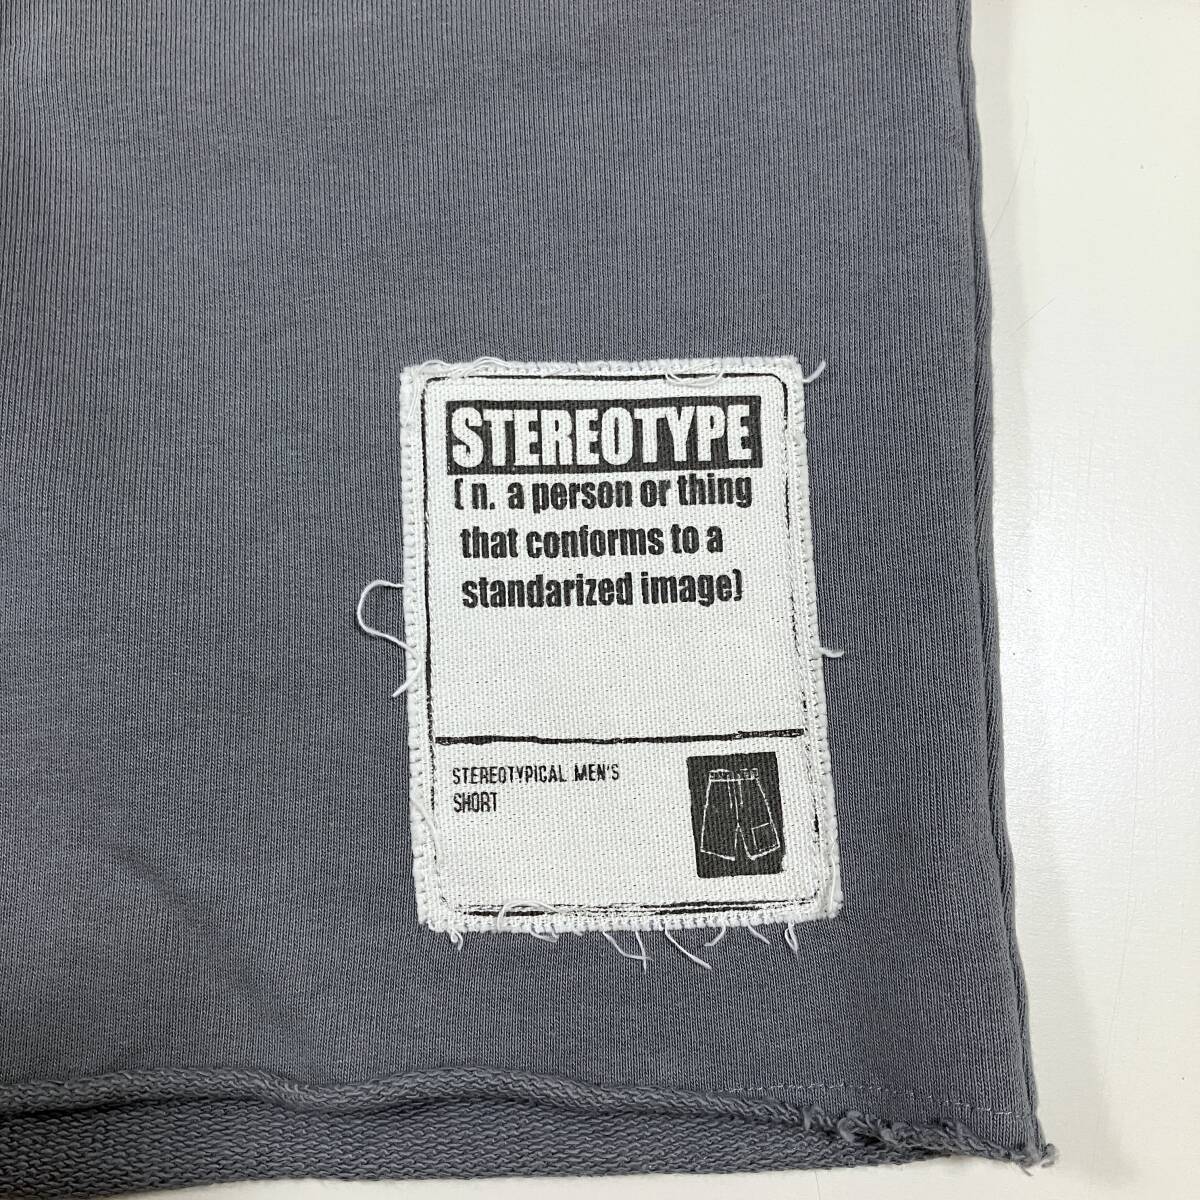 STEREOTYPE
( n. a person or thing
that conforms to a
standarized image)
STEREOTYPICAL MEN'S
SHORT